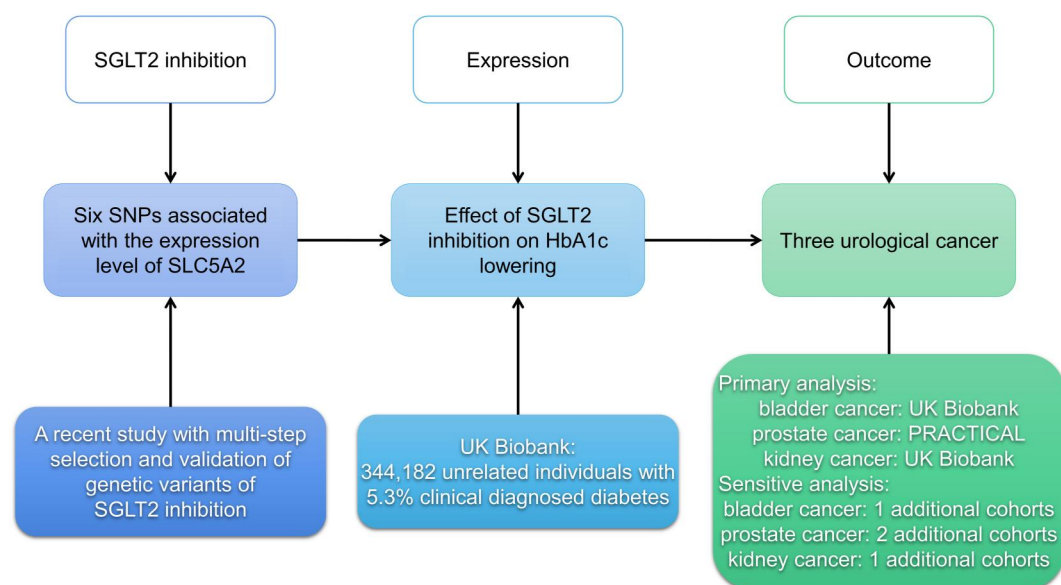 SGLT2 inhibition
Expression
Outcome
Six SNPs associated
with the expression
level of SLC5A2
Effect of SGLT2
inhibition on HbA1c
lowering
Three urological cancer
A recent study with multi-step
selection and validation of
genetic variants of
SGLT2 inhibition
UK Biobank:
344,182 unrelated individuals with
5.3% clinical diagnosed diabetes
Primary analysis:
bladder cancer: UK Biobank
prostate cancer: PRACTICAL
kidney cancer: UK Biobank
Sensitive analysis:
bladder cancer: 1 additional cohorts
prostate cancer: 2 additional cohorts
kidney cancer: 1 additional cohorts